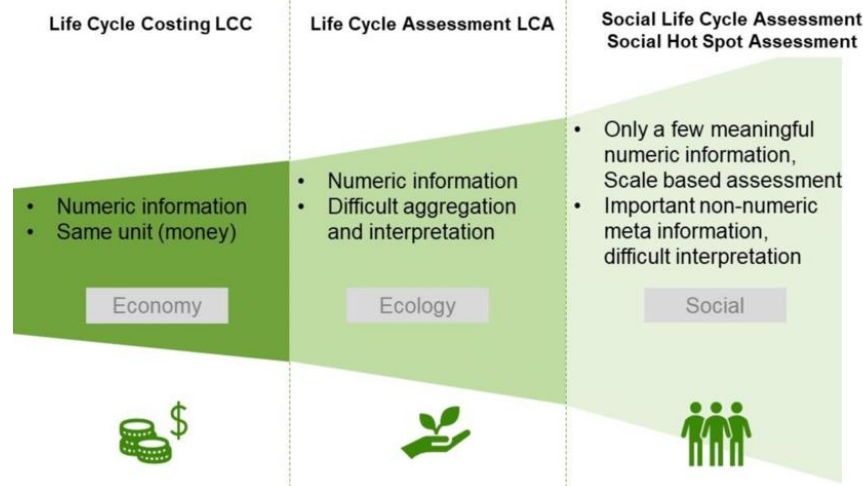 Life Cycle Costing LCC
Life Cycle Assessment LCA
Social Life Cycle Assessment
Social Hot Spot Assessment
• Numeric information
• Same unit (money)
Economy
$
• Numeric information
• Difficult aggregation
and interpretation
Ecology
• Only a few meaningful
numeric information,
Scale based assessment
• Important non-numeric
meta information,
difficult interpretation
Social